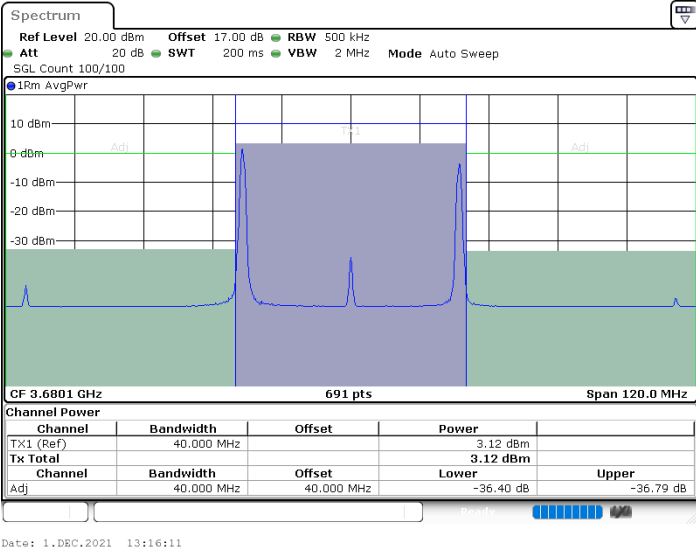 Spectrum
Ref Level 20.00 dBm Offset 17.00 dB RBW 500 kHz
Att 20 dB SWT 200 ms VBW 2 MHz Mode Auto Sweep
SGL Count 100/100
1Rm AvgPwr
10 dBm
TX1
Adj
Adj
0 dBm
-10 dBm
-20 dBm
-30 dBm
CF 3.6801 GHz 691 pts Span 120.0 MHz
Channel Power
Channel Bandwidth Offset Power
TX1 (Ref) 40.000 MHz 3.12 dBm
Tx Total 3.12 dBm
Channel Bandwidth Offset Lower Upper
Adj 40.000 MHz 40.000 MHz -36.40 dB -36.79 dB
Ready
Date: 1.DEC.2021 13:16:11